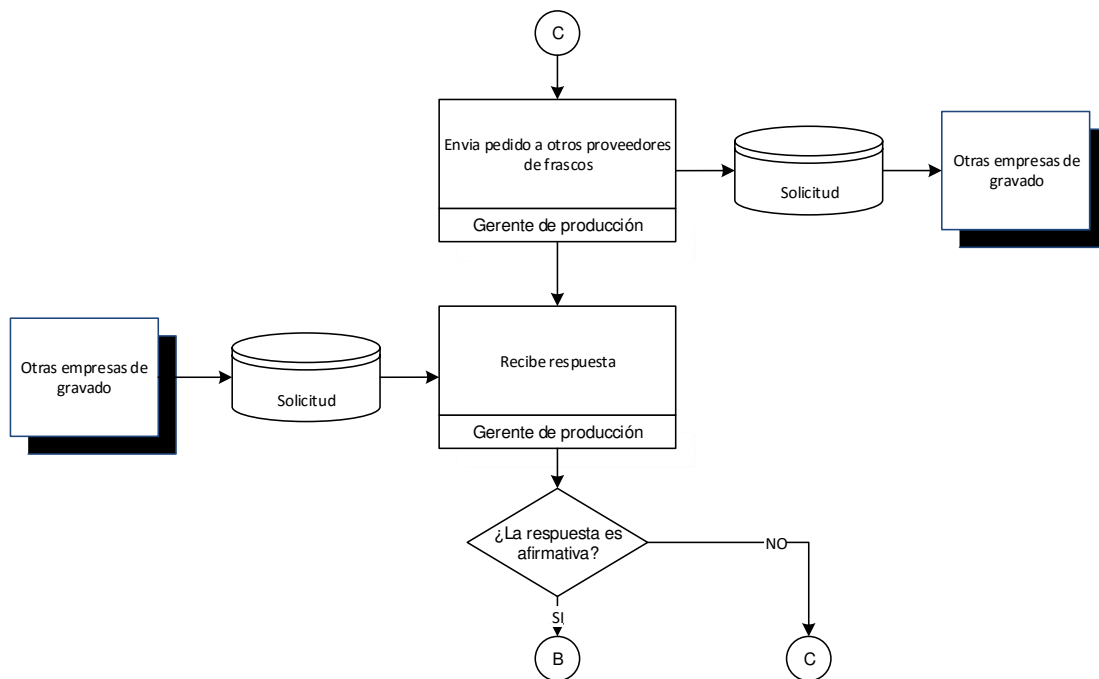 C
Envia pedido a otros proveedores
de frascos
Gerente de producción
Solicitud
Otras empresas de
gravado
Otras empresas de
gravado
Solicitud
Recibe respuesta
Gerente de producción
¿La respuesta es
afirmativa?
NO
SI
B
C